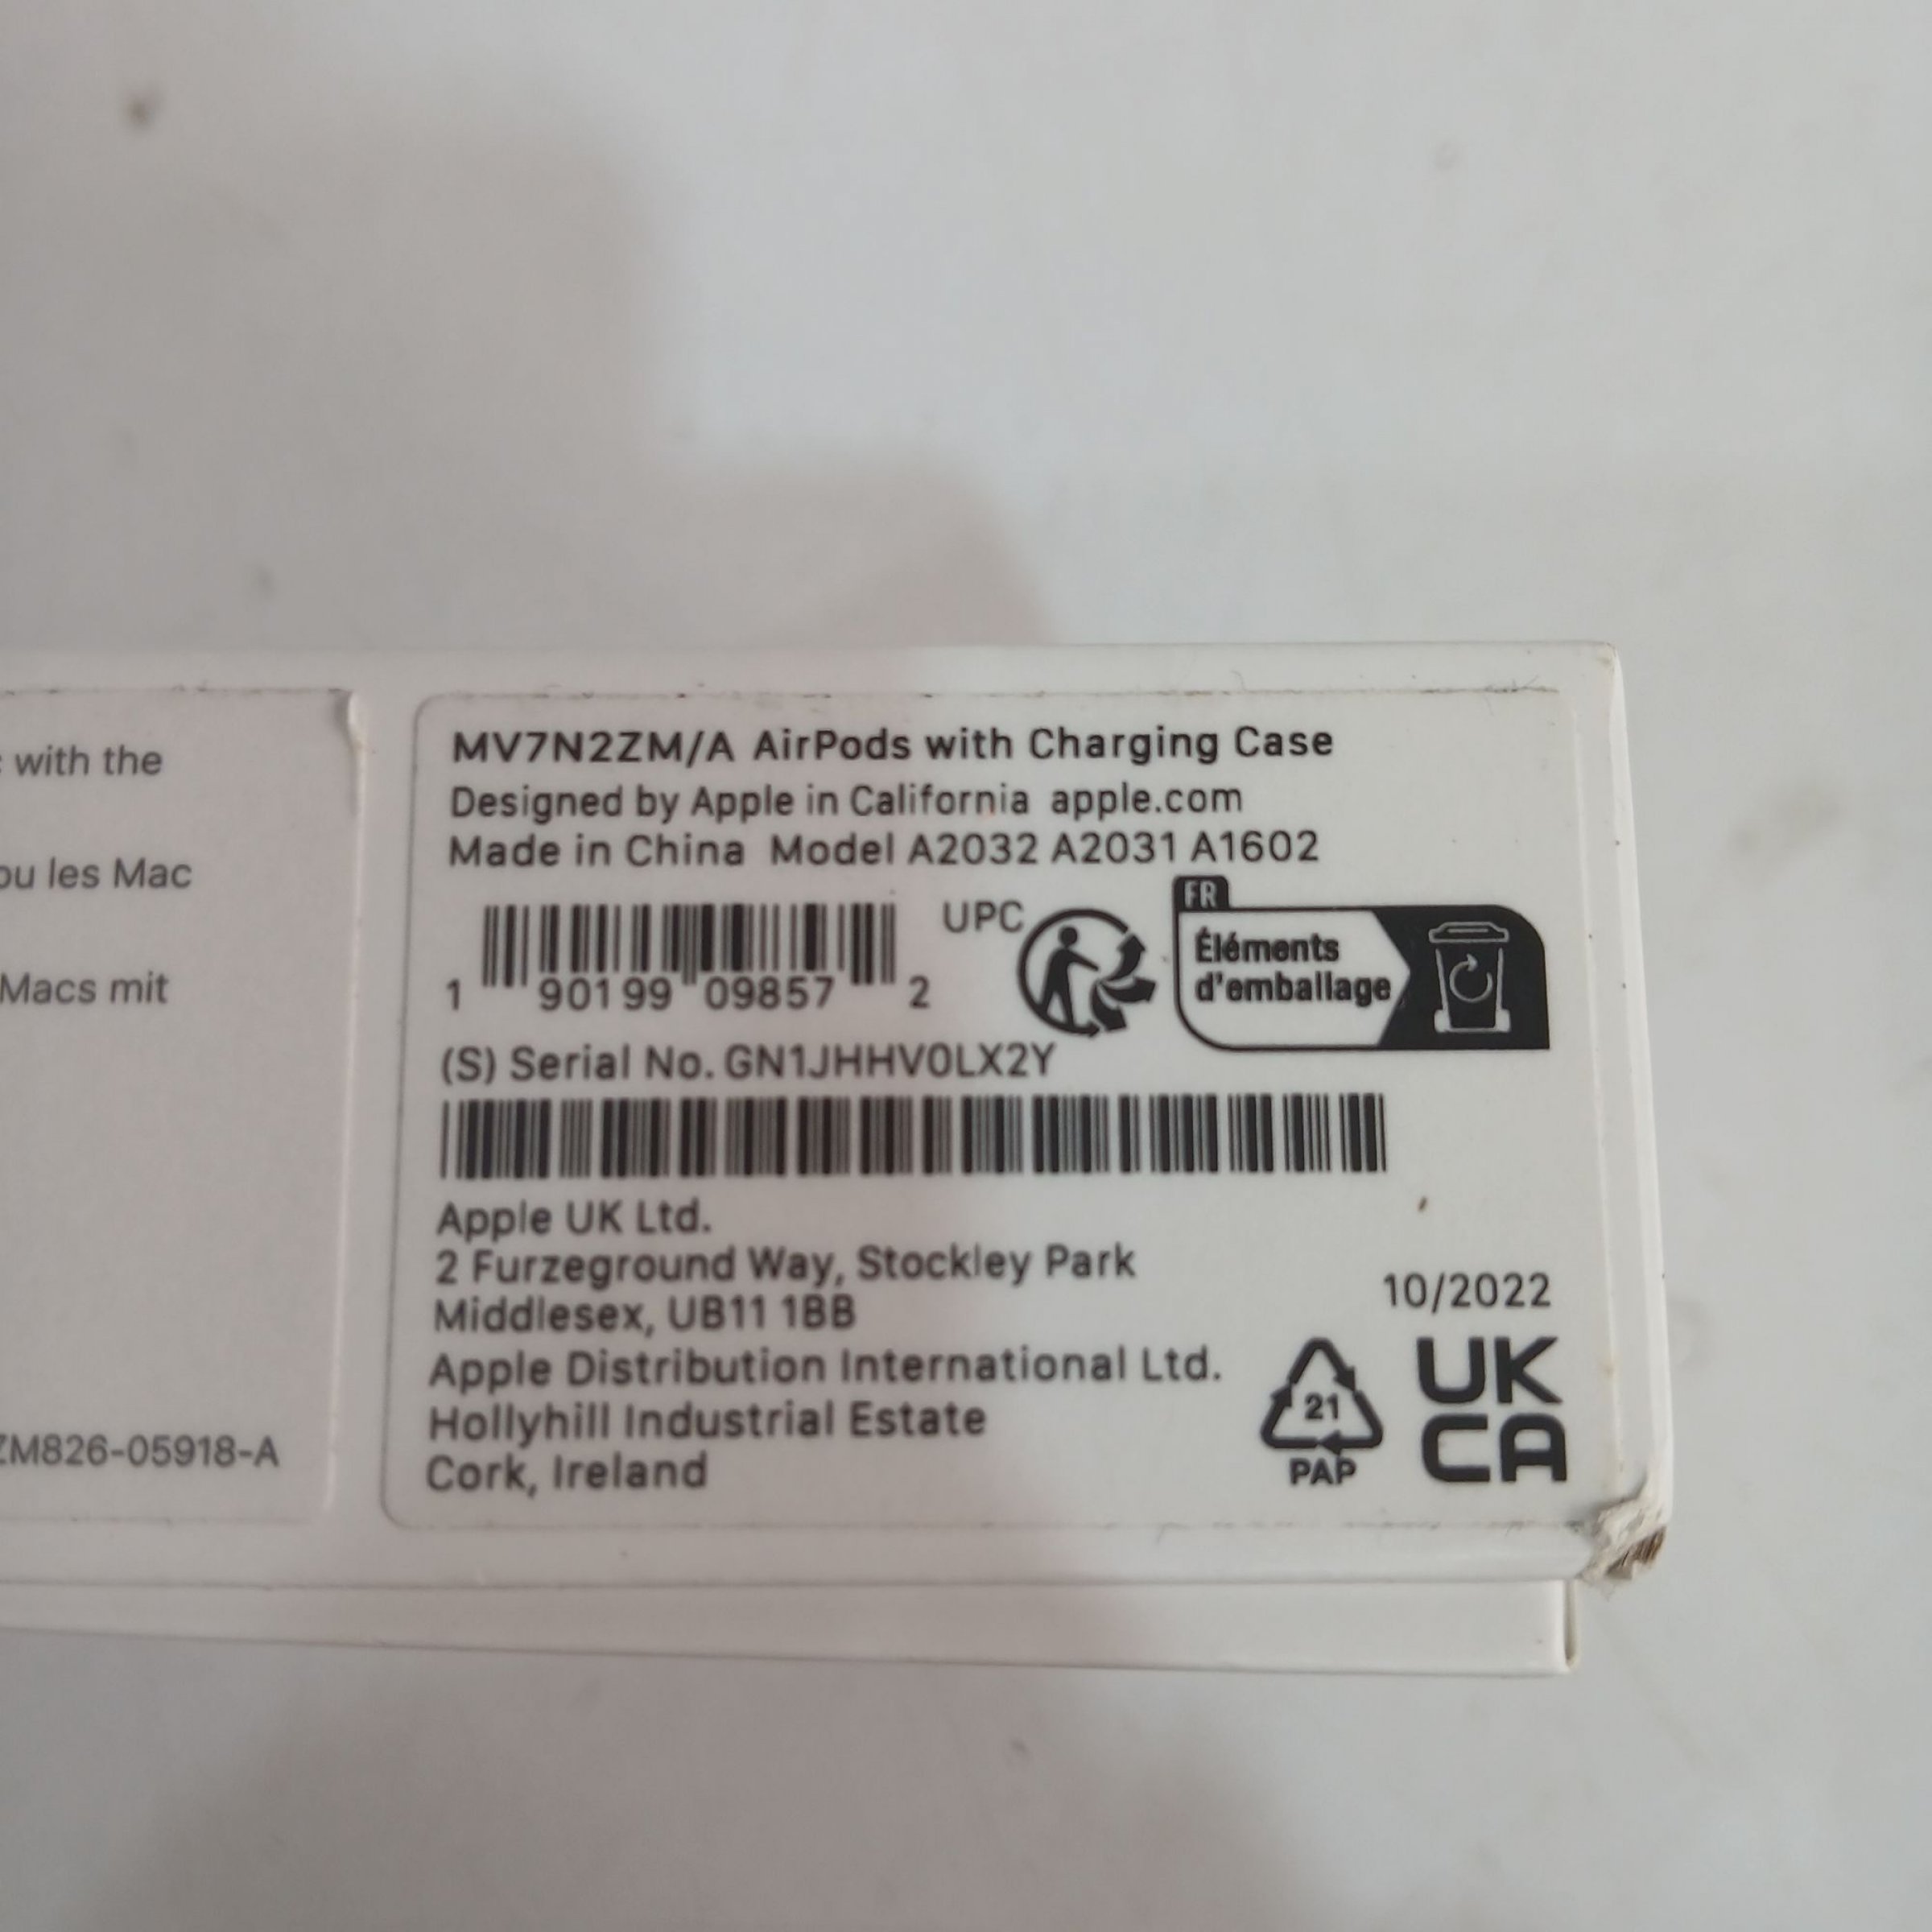 with the
ou les Mac
Macs mit
ZM826-05918-A
MV7N2ZM/A AirPods with Charging Case
Designed by Apple in California apple.com
Made in China Model A2032 A2031 A1602
UPC
1 90199 09857 2
FR
Éléments
d'emballage
(S) Serial No. GN1JHHV0LX2Y
Apple UK Ltd.
2 Furzeground Way, Stockley Park
Middlesex, UB11 1BB
Apple Distribution International Ltd.
Hollyhill Industrial Estate
Cork, Ireland
10/2022
21
PAP
UK
CA